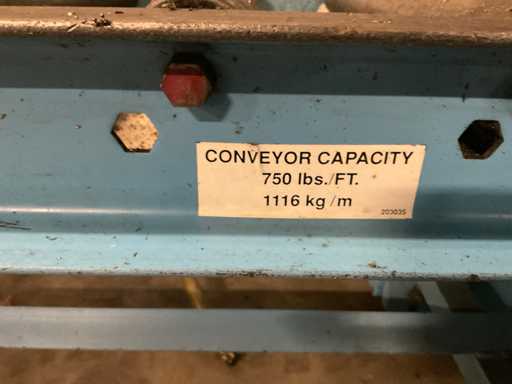 CONVEYOR CAPACITY
750 lbs./FT.
1116 kg /m
203035